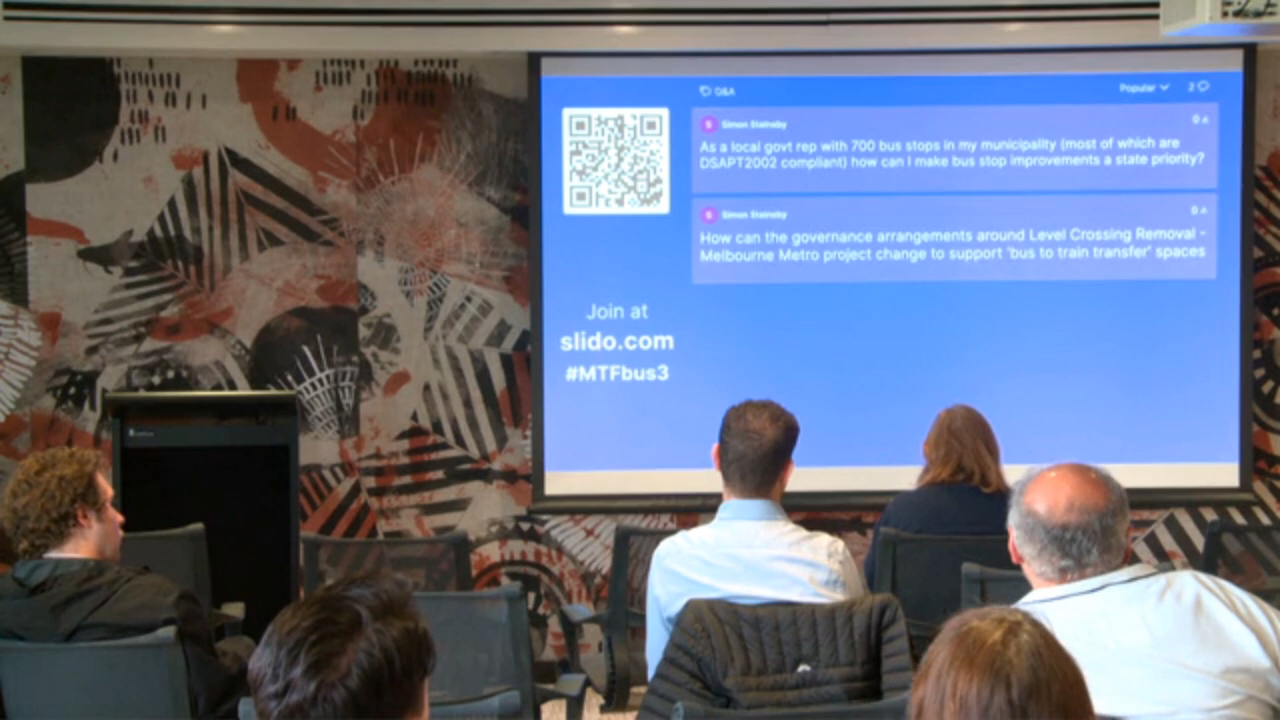 Q&A
Popular
2
Simon Stainsby
0
As a local govt rep with 700 bus stops in my municipality (most of which are
DSAPT2002 compliant) how can I make bus stop improvements a state priority?
Simon Stainsby
0
How can the governance arrangements around Level Crossing Removal -
Melbourne Metro project change to support 'bus to train transfer' spaces
Join at
slido.com
#MTFbus3